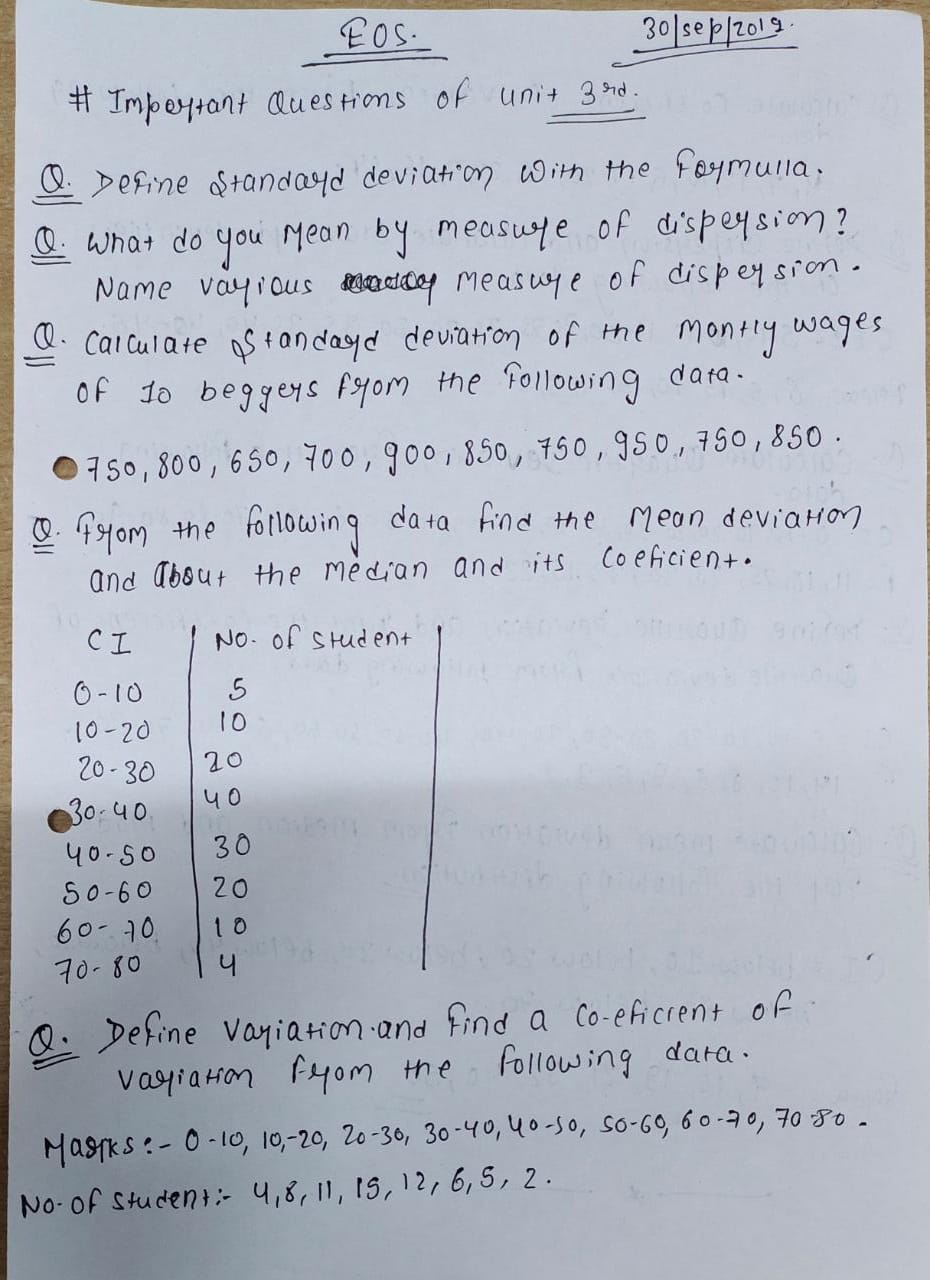 EOS.
30/sep/2019.
# Important Questions of unit 3rd.
Q. Define Standard deviation with the formulla.
Q. What do you Mean by measure of dispersion?
Name various measure of dispersion.
Q. Calculate Standard deviation of the montly wages
of 10 beggers from the following data.
750, 800, 650, 700, 900, 850, 750, 950, 750, 850.
Q. From the following data find the Mean deviation
and about the median and its Coeficient.
CI No. of Student
0-10 5
10-20 10
20-30 20
30-40 40
40-50 30
50-60 20
60-70 10
70-80 4
Q. Define Variation and find a Co-eficient of
variation from the following data.
Marks:- 0-10, 10,-20, 20-30, 30-40, 40-50, 50-60, 60-70, 70-80.
No-of Student:- 4, 8, 11, 15, 12, 6, 5, 2.